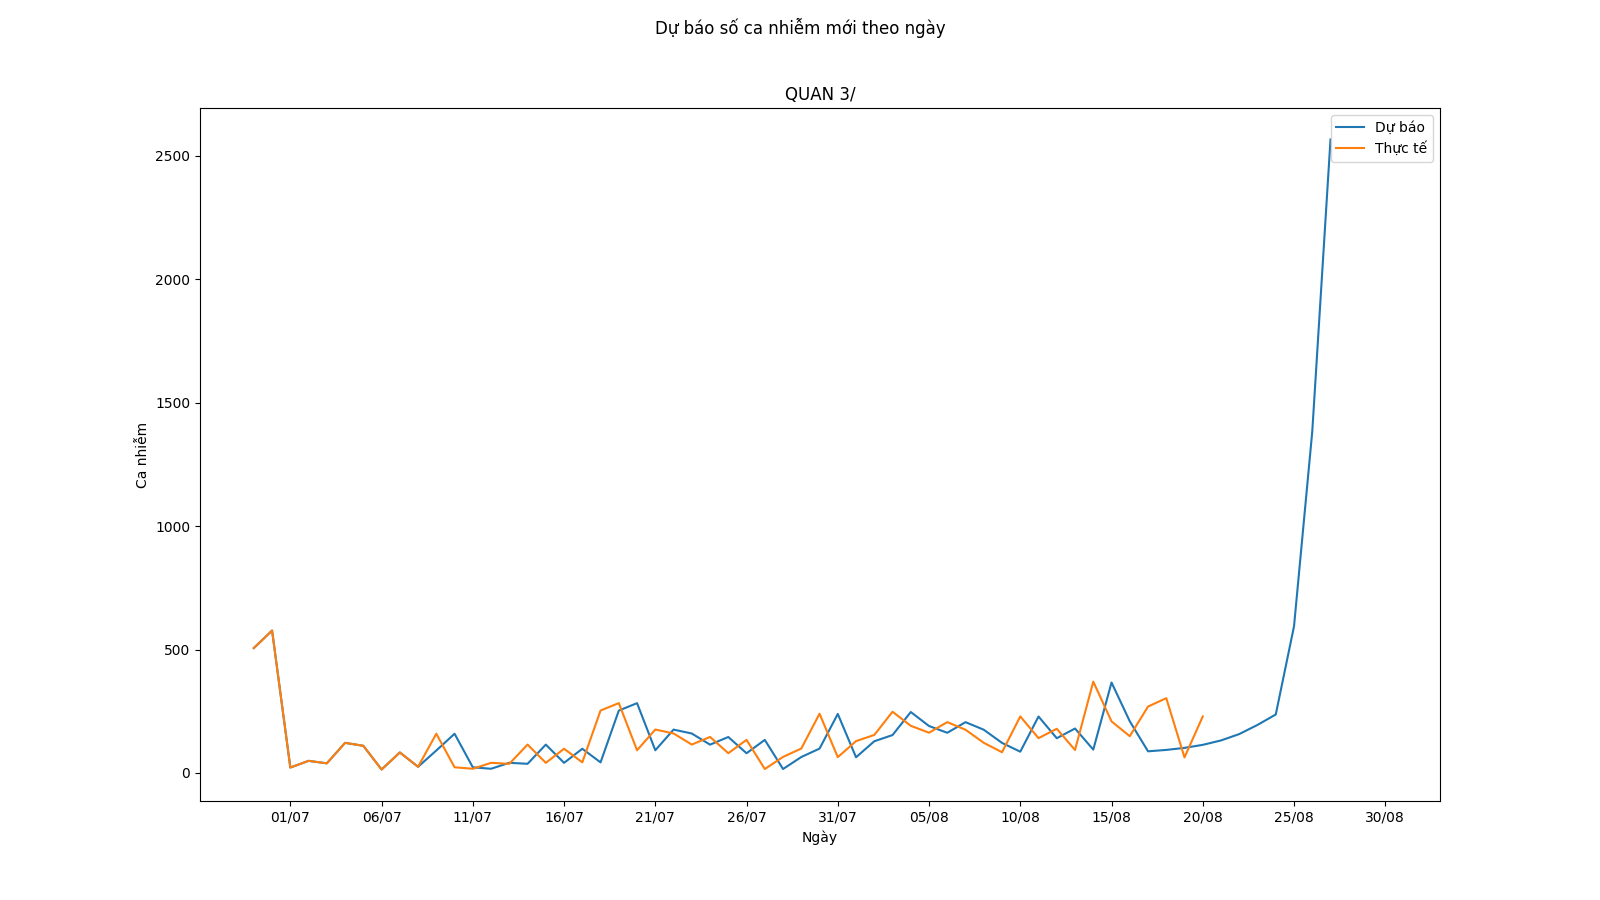 Dự báo số ca nhiễm mới theo ngày
QUAN 3/
Dự báo
Thực tế
2500
2000
1500
1000
500
0
Ca nhiễm
01/07 06/07 11/07 16/07 21/07 26/07 31/07 05/08 10/08 15/08 20/08 25/08 30/08
Ngày